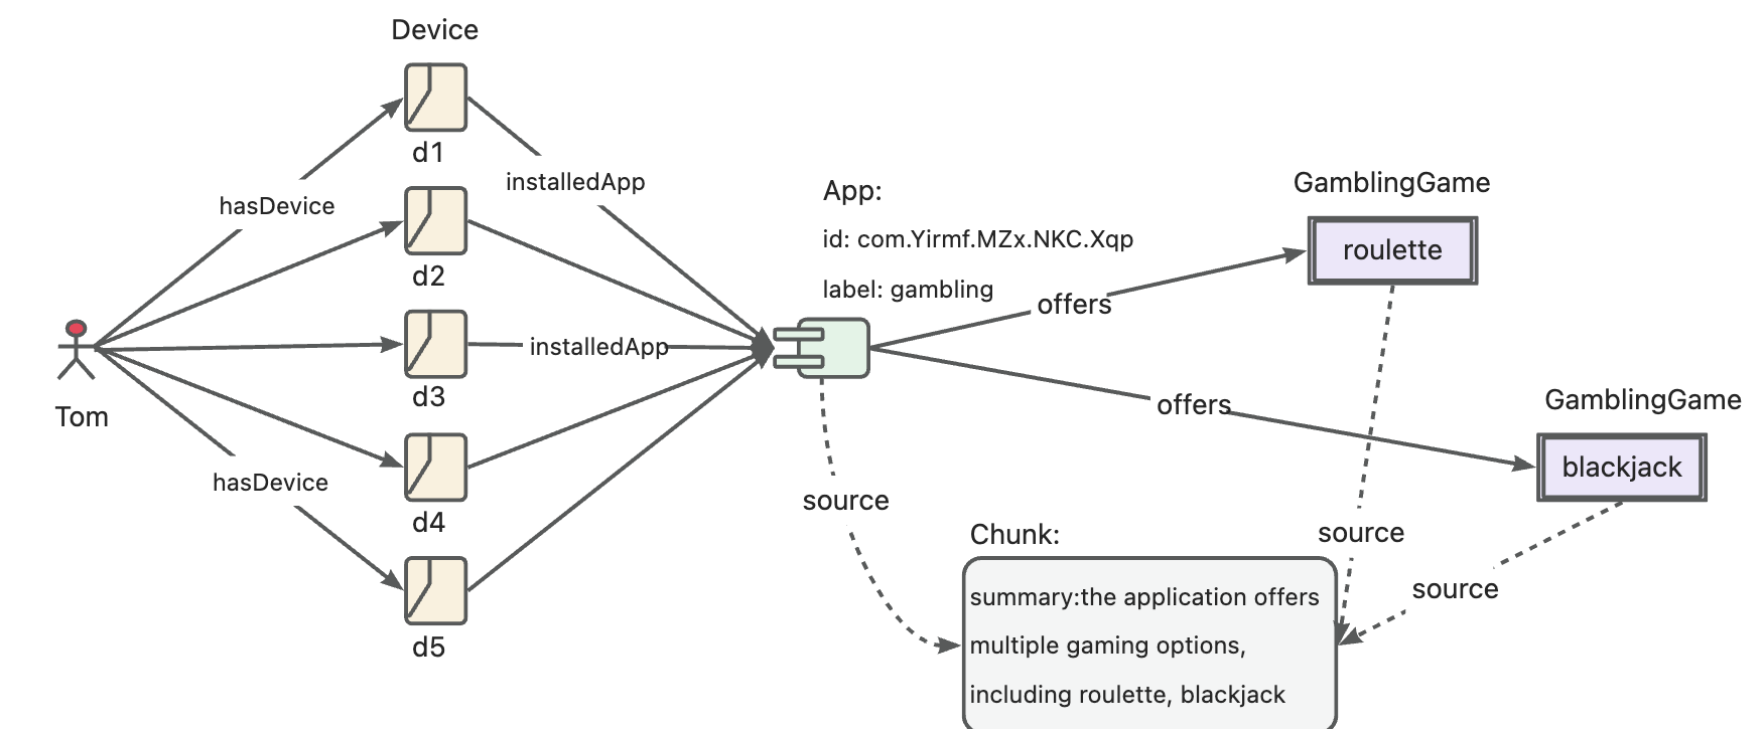 Device
d1
installedApp
hasDevice
d2
installedApp
d3
Tom
hasDevice
d4
d5
App:
id: com.Yirmf.MZx.NKC.Xqp
label: gambling
offers
GamblingGame
roulette
offers
GamblingGame
blackjack
source
source
source
Chunk:
summary:the application offers
multiple gaming options,
including roulette, blackjack